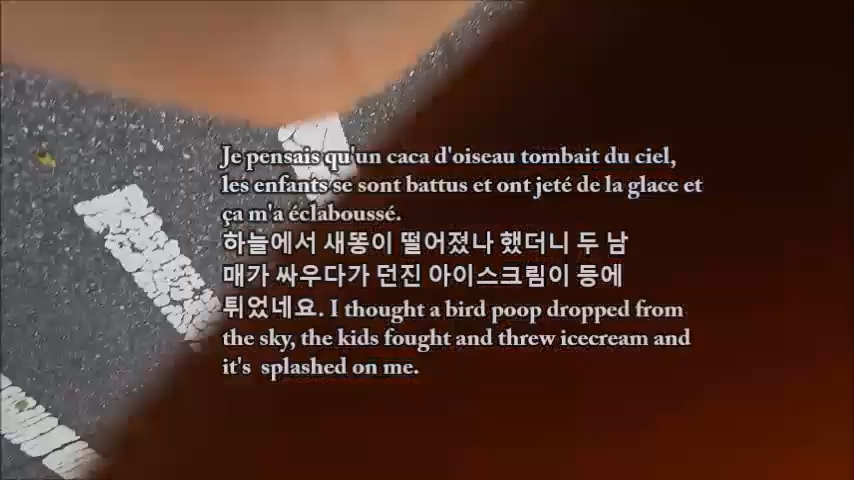 Je pensais qu'un caca d'oiseau tombait du ciel,
les enfants se sont battus et ont jeté de la glace et
ça m'a éclaboussé.
하늘에서 새똥이 떨어졌나 했더니 두 남
매가 싸우다가 던진 아이스크림이 등에
튀었네요. I thought a bird poop dropped from
the sky, the kids fought and threw icecream and
it's  splashed on me.